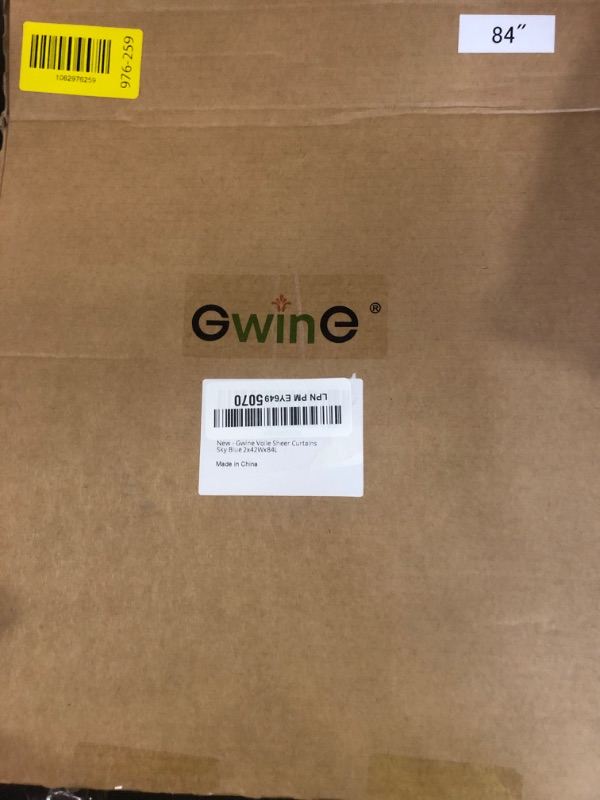 976-259
1082976259
84″
GwinE®
LPN PM EY6495070
New - Gwine Voile Sheer Curtains
Sky Blue 2x42Wx84L
Made in China